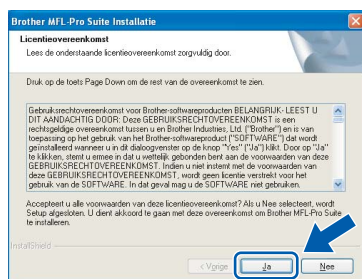 Brother MFL-Pro Suite Installatie
Licentieovereenkomst
Lees de onderstaande licentieovereenkomst zorgvuldig door.
Druk op de toets Page Down om de rest van de overeenkomst te zien.
Gebruiksrechtovereenkomst voor Brother-softwareproducten BELANGRIJK- LEEST U
DIT AANDACHTIG DOOR: Deze GEBRUIKSRECHTOVEREENKOMST is een
rechtsgeldige overeenkomst tussen u en Brother Industries, Ltd. ("Brother") en is van
toepassing op het gebruik van het Brother-softwareproduct ("SOFTWARE") dat wordt
geïnstalleerd wanneer u in dit dialoogvenster op de knop "Yes" ("Ja") klikt. Door op "Ja"
te klikken, stemt u ermee in dat u wettelijk gebonden bent aan de voorwaarden van deze
GEBRUIKSRECHTOVEREENKOMST. Indien u niet instemt met de voorwaarden van
deze GEBRUIKSRECHTOVEREENKOMST, wordt geen licentie verstrekt voor het
gebruik van de SOFTWARE. In dat geval mag u de SOFTWARE niet gebruiken.
Accepteert u alle voorwaarden van deze licentieovereenkomst? Als u Nee selecteert, wordt
Setup afgesloten. U dient akkoord te gaan met deze overeenkomst om Brother MFL-Pro Suite
te installeren.
InstallShield
< Vorige
Ja
Nee